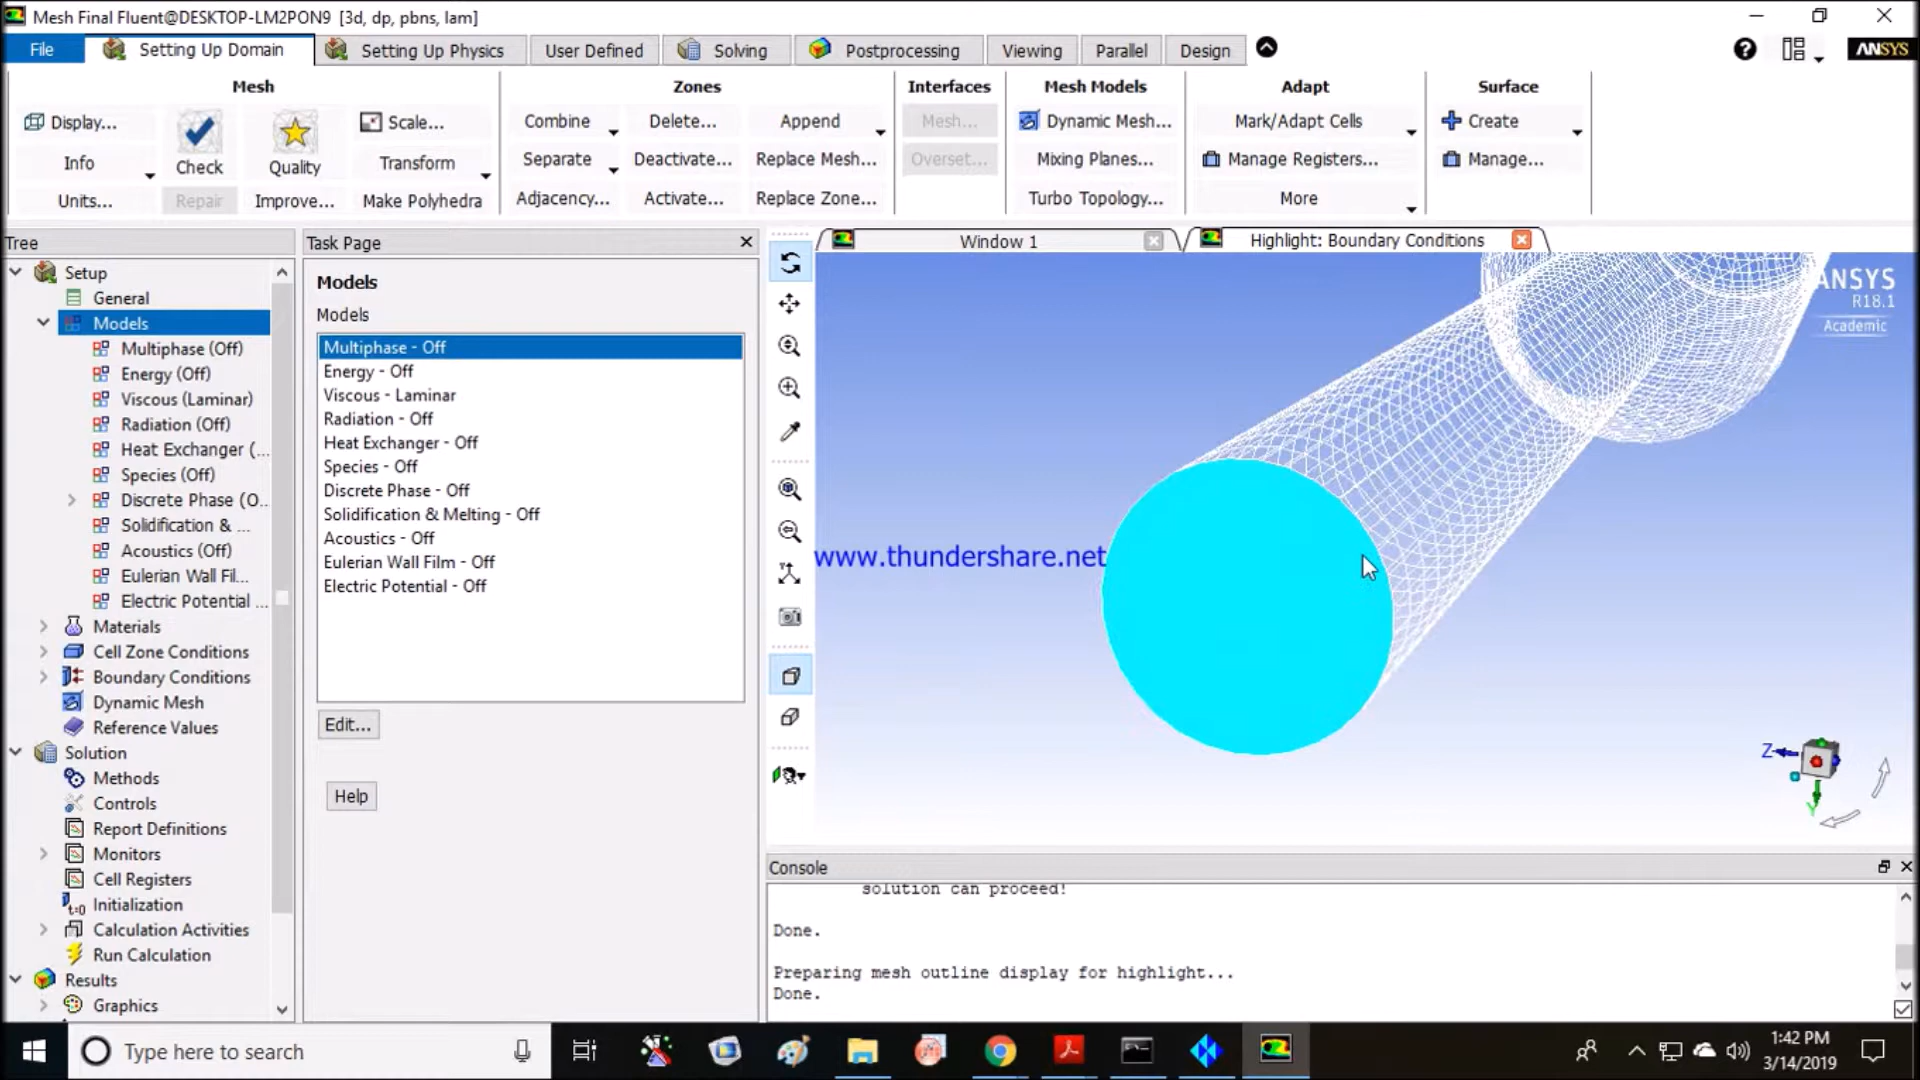 Mesh Final Fluent@DESKTOP-LM2PON9 [3d, dp, pbns, lam]
File
Setting Up Domain
Setting Up Physics
User Defined
Solving
Postprocessing
Viewing
Parallel
Design
ANSYS
Mesh
Display...
Info
Units...
Check
Repair
Quality
Improve...
Scale...
Transform
Make Polyhedra
Zones
Combine
Separate
Adjacency...
Delete...
Deactivate...
Activate...
Append
Replace Mesh...
Replace Zone...
Interfaces
Mesh...
Overset...
Mesh Models
Dynamic Mesh...
Mixing Planes...
Turbo Topology...
Adapt
Mark/Adapt Cells
Manage Registers...
More
Surface
Create
Manage...
Tree
Setup
General
Models
Multiphase (Off)
Energy (Off)
Viscous (Laminar)
Radiation (Off)
Heat Exchanger (...
Species (Off)
Discrete Phase (O...
Solidification & ...
Acoustics (Off)
Eulerian Wall Fil...
Electric Potential ...
Materials
Cell Zone Conditions
Boundary Conditions
Dynamic Mesh
Reference Values
Solution
Methods
Controls
Report Definitions
Monitors
Cell Registers
t=0
Initialization
Calculation Activities
Run Calculation
Results
Graphics
Task Page
Models
Models
Multiphase - Off
Energy - Off
Viscous - Laminar
Radiation - Off
Heat Exchanger - Off
Species - Off
Discrete Phase - Off
Solidification & Melting - Off
Acoustics - Off
Eulerian Wall Film - Off
Electric Potential - Off
Edit...
Help
Window 1
Highlight: Boundary Conditions
ANSYS
R18.1
Academic
www.thundershare.net
Z
Y
Console
solution can proceed!
Done.
Preparing mesh outline display for highlight...
Done.
Type here to search
1:42 PM
3/14/2019